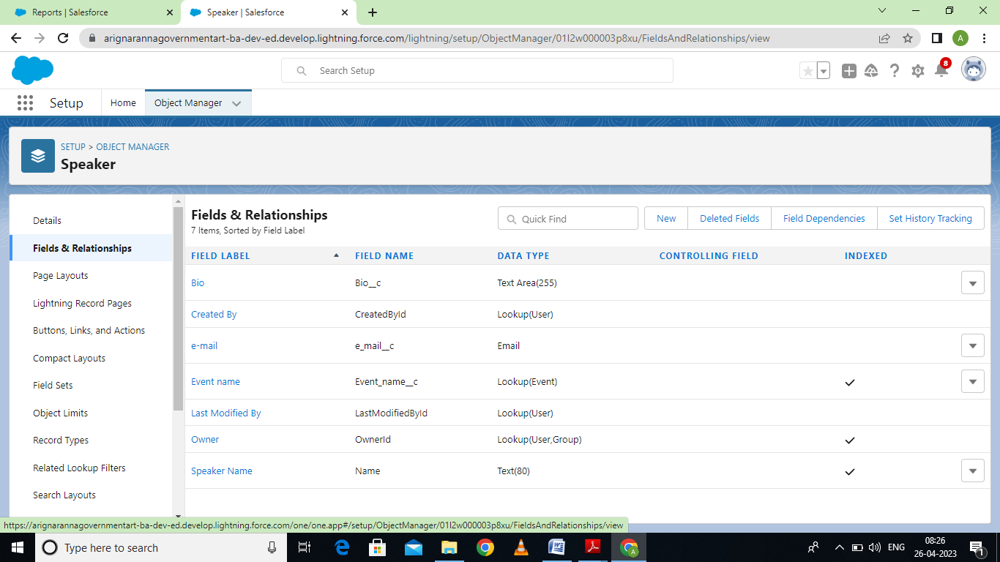 Reports | Salesforce
Speaker | Salesforce
arignarannagovernmentart-ba-dev-ed.develop.lightning.force.com/lightning/setup/ObjectManager/01I2w000003p8xu/FieldsAndRelationships/view
A
Search Setup
8
Setup
Home
Object Manager
SETUP > OBJECT MANAGER
Speaker
Details
Fields & Relationships
Page Layouts
Lightning Record Pages
Buttons, Links, and Actions
Compact Layouts
Field Sets
Object Limits
Record Types
Related Lookup Filters
Search Layouts
Fields & Relationships
7 Items, Sorted by Field Label
Quick Find
New
Deleted Fields
Field Dependencies
Set History Tracking
FIELD LABEL FIELD NAME DATA TYPE CONTROLLING FIELD INDEXED
Bio Bio__c Text Area(255)
Created By CreatedById Lookup(User)
e-mail e_mail__c Email
Event name Event_name__c Lookup(Event)
Last Modified By LastModifiedById Lookup(User)
Owner OwnerId Lookup(User,Group)
Speaker Name Name Text(80)
https://arignarannagovernmentart-ba-dev-ed.develop.lightning.force.com/one/one.app#/setup/ObjectManager/01I2w000003p8xu/FieldsAndRelationships/view
Type here to search
ENG
08:26
26-04-2023
1